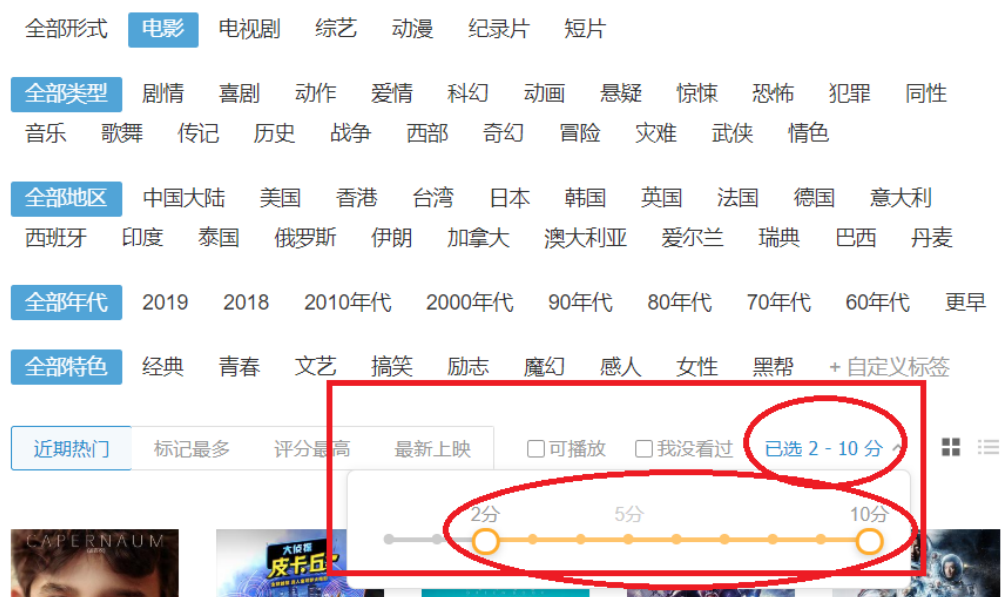 全部形式 电影 电视剧 综艺 动漫 纪录片 短片
全部类型 剧情 喜剧 动作 爱情 科幻 动画 悬疑 惊悚 恐怖 犯罪 同性
音乐 歌舞 传记 历史 战争 西部 奇幻 冒险 灾难 武侠 情色
全部地区 中国大陆 美国 香港 台湾 日本 韩国 英国 法国 德国 意大利
西班牙 印度 泰国 俄罗斯 伊朗 加拿大 澳大利亚 爱尔兰 瑞典 巴西 丹麦
全部年代 2019 2018 2010年代 2000年代 90年代 80年代 70年代 60年代 更早
全部特色 经典 青春 文艺 搞笑 励志 魔幻 感人 女性 黑帮 + 自定义标签
近期热门 标记最多 评分最高 最新上映 可播放 我没看过 已选 2 - 10 分
2分 5分 10分
CAPERNAUM
大侦探
皮卡丘